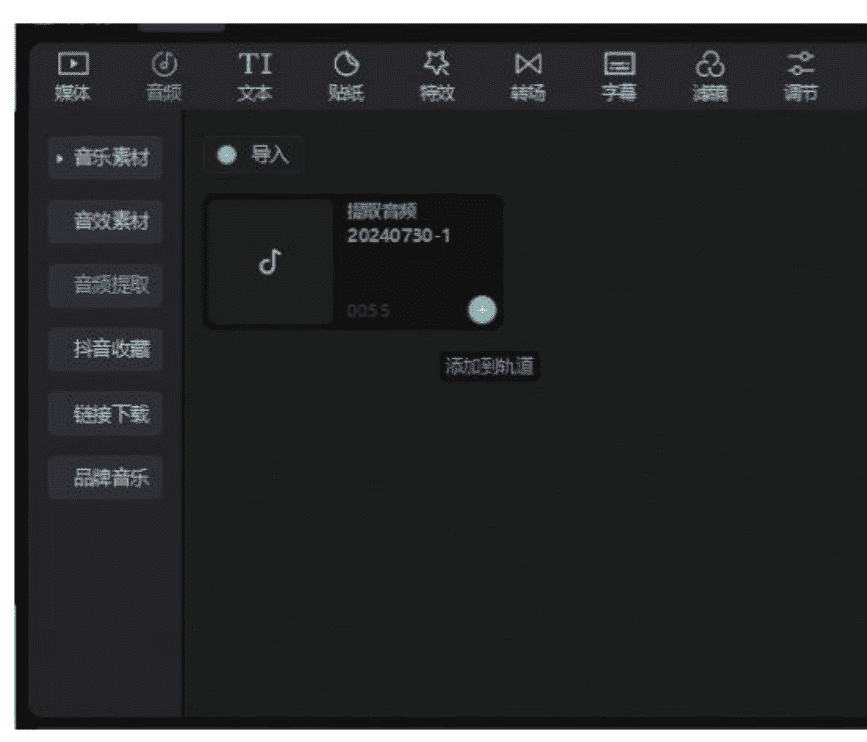 媒体 音频 TI 文本 贴纸 特效 转场 字幕 滤镜 调节
音乐素材
音效素材
音频提取
抖音收藏
链接下载
品牌音乐
导入
提取音频
20240730-1
添加到轨道